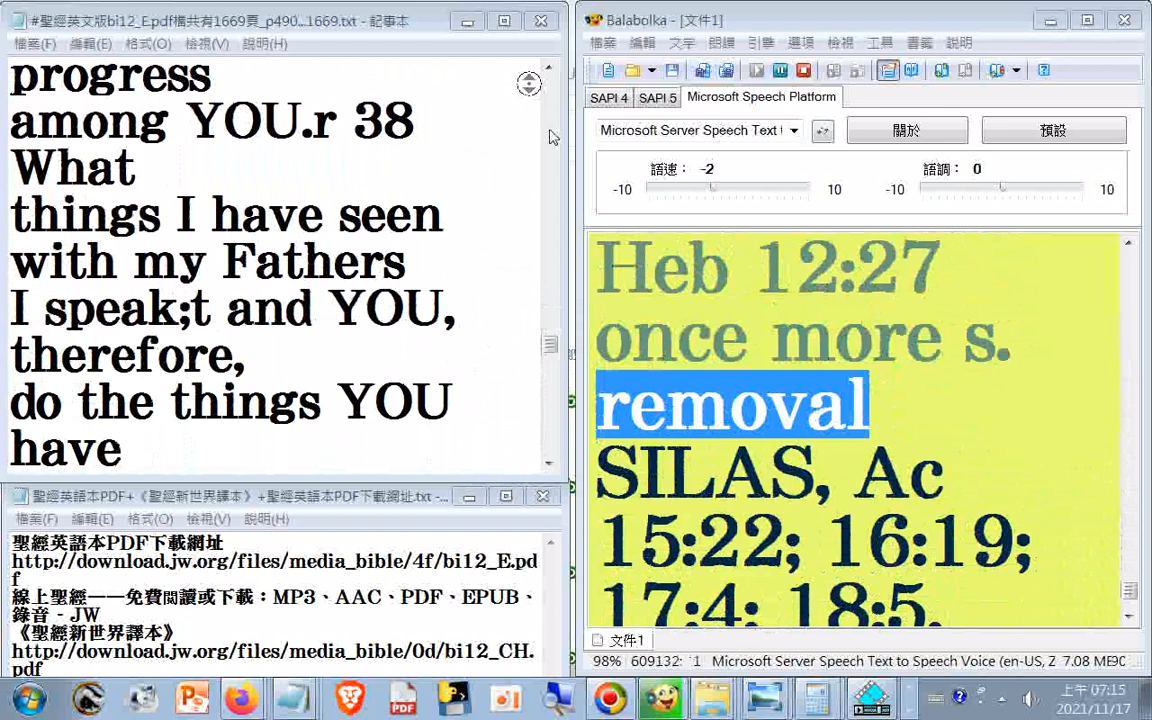 #聖經英文版bi12_E.pdf檔共有1669頁_p490...1669.txt - 記事本
檔案(F) 編輯(E) 格式(O) 檢視(V) 說明(H)
progress
among YOU.r 38
What
things I have seen
with my Fathers
I speak;t and YOU,
therefore,
do the things YOU
have
聖經英語本PDF+《聖經新世界譯本》+聖經英語本PDF下載網址.txt -...
檔案(F) 編輯(E) 格式(O) 檢視(V) 說明(H)
聖經英語本PDF下載網址
http://download.jw.org/files/media_bible/4f/bi12_E.pd
f
線上聖經——免費閱讀或下載：MP3、AAC、PDF、EPUB、
錄音 - JW
《聖經新世界譯本》
http://download.jw.org/files/media_bible/0d/bi12_CH.
pdf
Balabolka - [文件1]
檔案 編輯 文字 朗讀 引擎 選項 檢視 工具 書籤 說明
SAPI 4 SAPI 5 Microsoft Speech Platform
Microsoft Server Speech Text 關於 預設
語速： -2 語調： 0
-10 10 -10 10
Heb 12:27
once more s.
removal
SILAS, Ac
15:22; 16:19;
17:4; 18:5.
文件1
98% 609132: 1 Microsoft Server Speech Text to Speech Voice (en-US, Z 7.08 ME
上午 07:15
2021/11/17